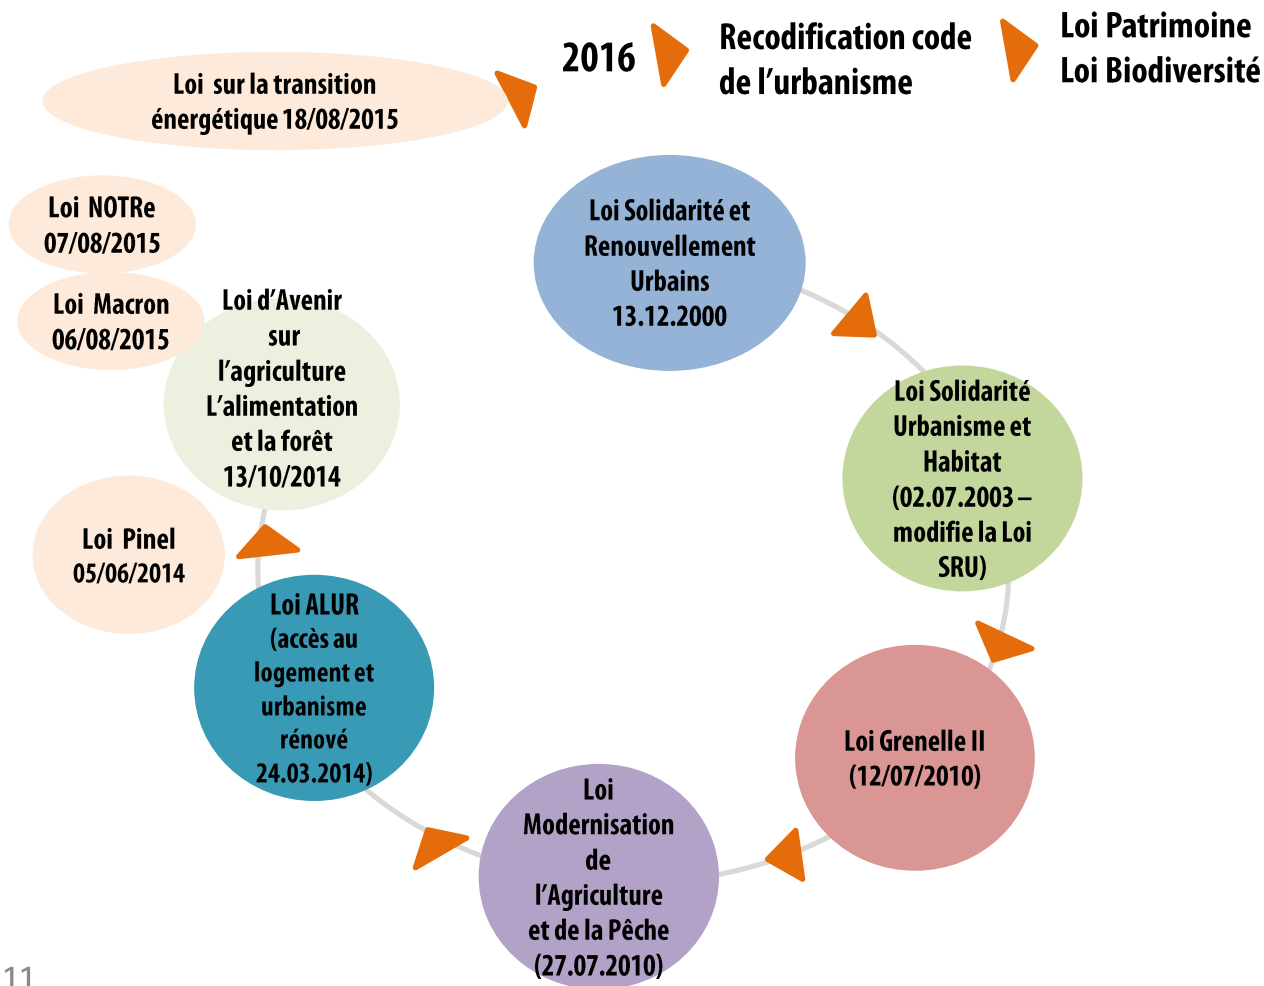 2016
Recodification code
de l’urbanisme
Loi Patrimoine
Loi Biodiversité
Loi sur la transition
énergétique 18/08/2015
Loi NOTRe
07/08/2015
Loi Macron
06/08/2015
Loi d’Avenir
sur
l’agriculture
L’alimentation
et la forêt
13/10/2014
Loi Pinel
05/06/2014
Loi ALUR
(accès au
logement et
urbanisme
rénové
24.03.2014)
Loi
Modernisation
de
l’Agriculture
et de la Pêche
(27.07.2010)
Loi Grenelle II
(12/07/2010)
Loi Solidarité
Urbanisme et
Habitat
(02.07.2003 –
modifie la Loi
SRU)
Loi Solidarité et
Renouvellement
Urbains
13.12.2000
11